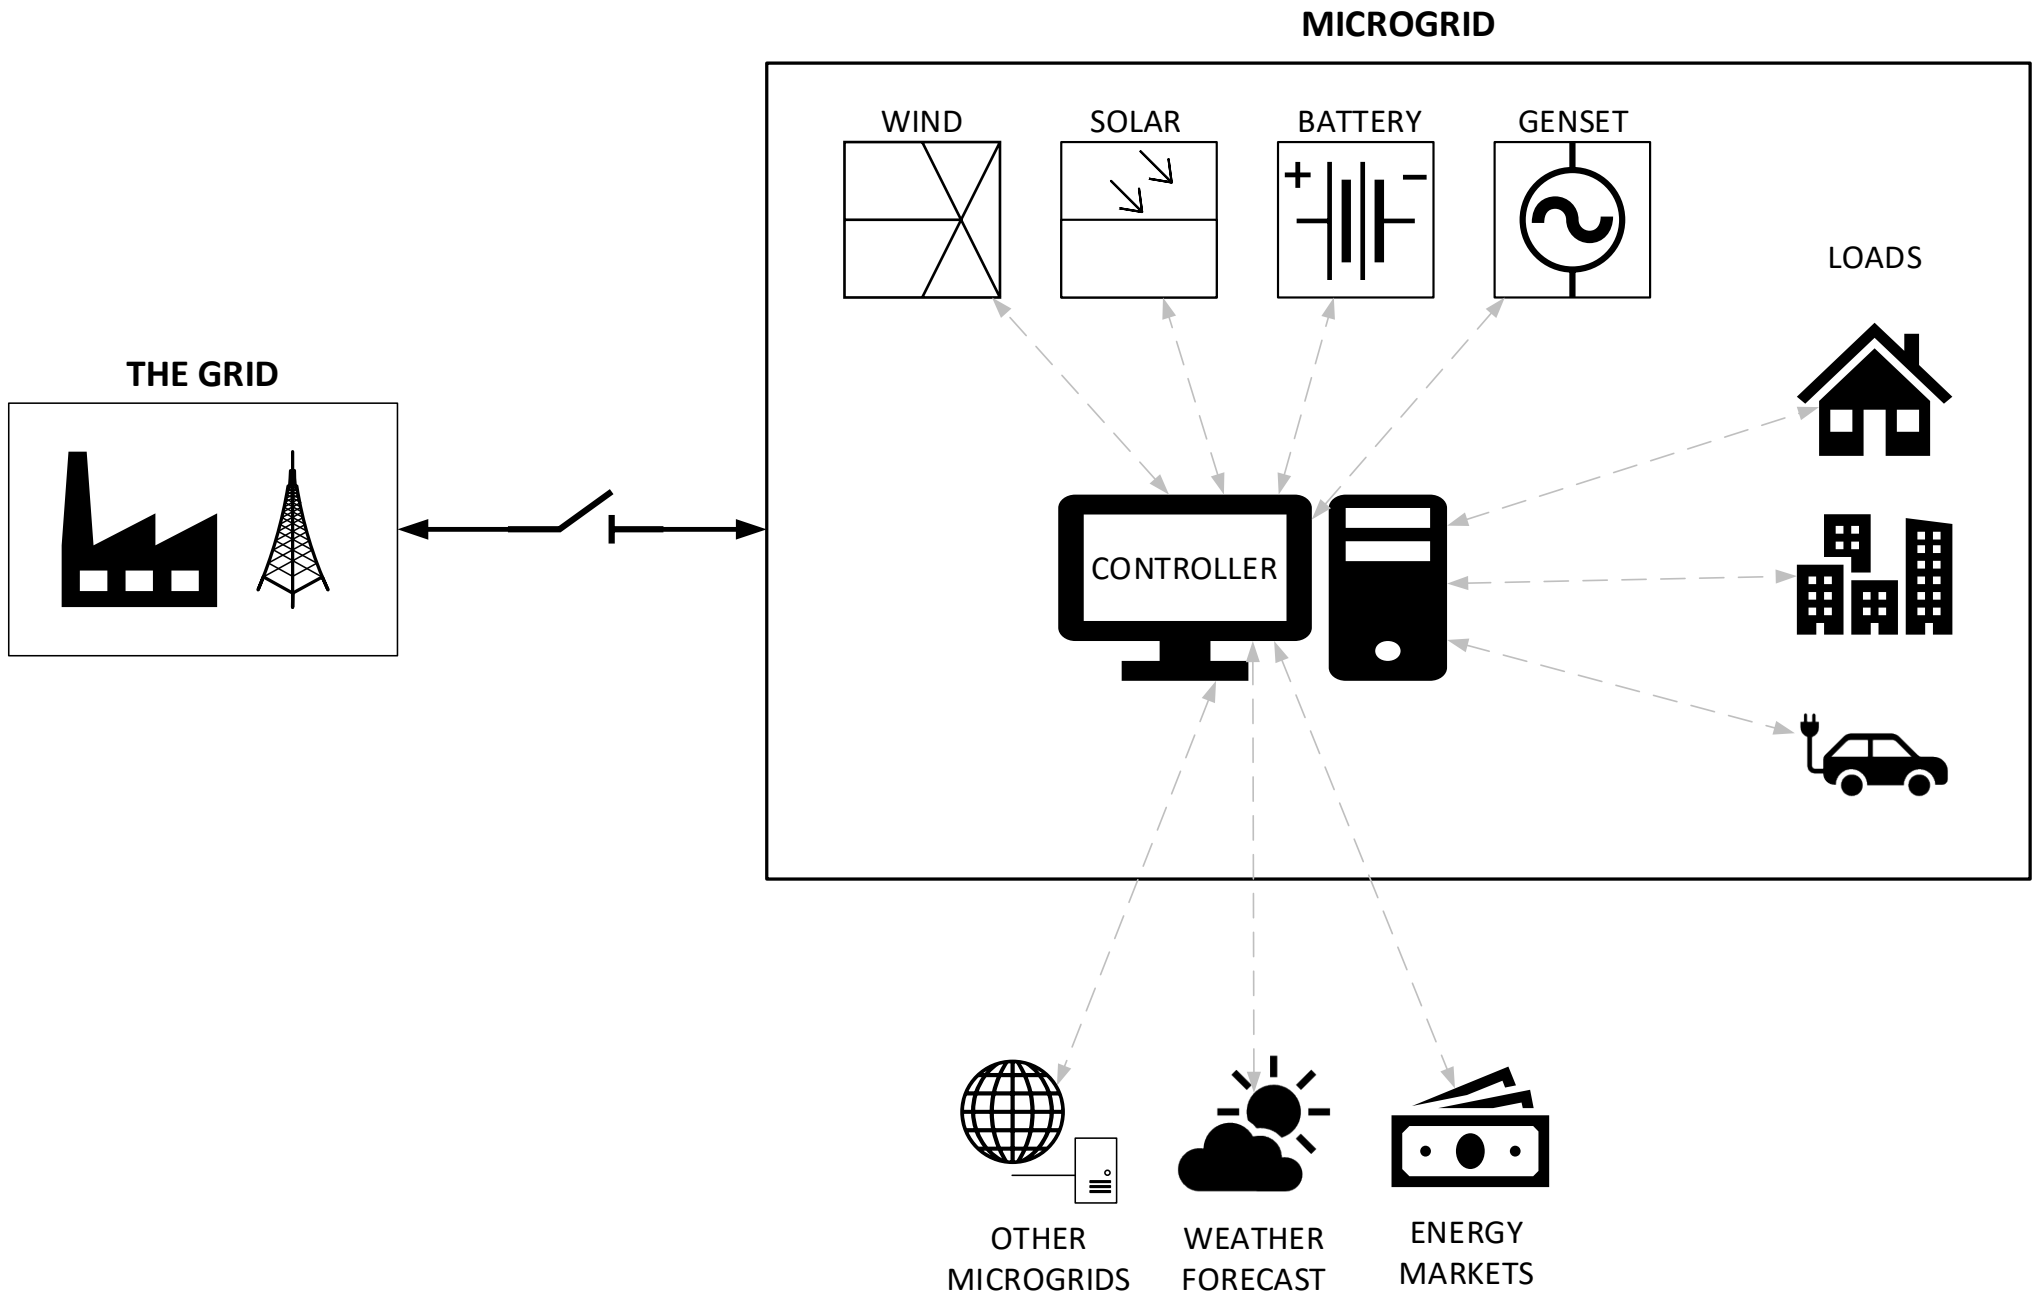 MICROGRID
WIND
SOLAR
BATTERY
GENSET
LOADS
THE GRID
CONTROLLER
OTHER
MICROGRIDS
WEATHER
FORECAST
ENERGY
MARKETS